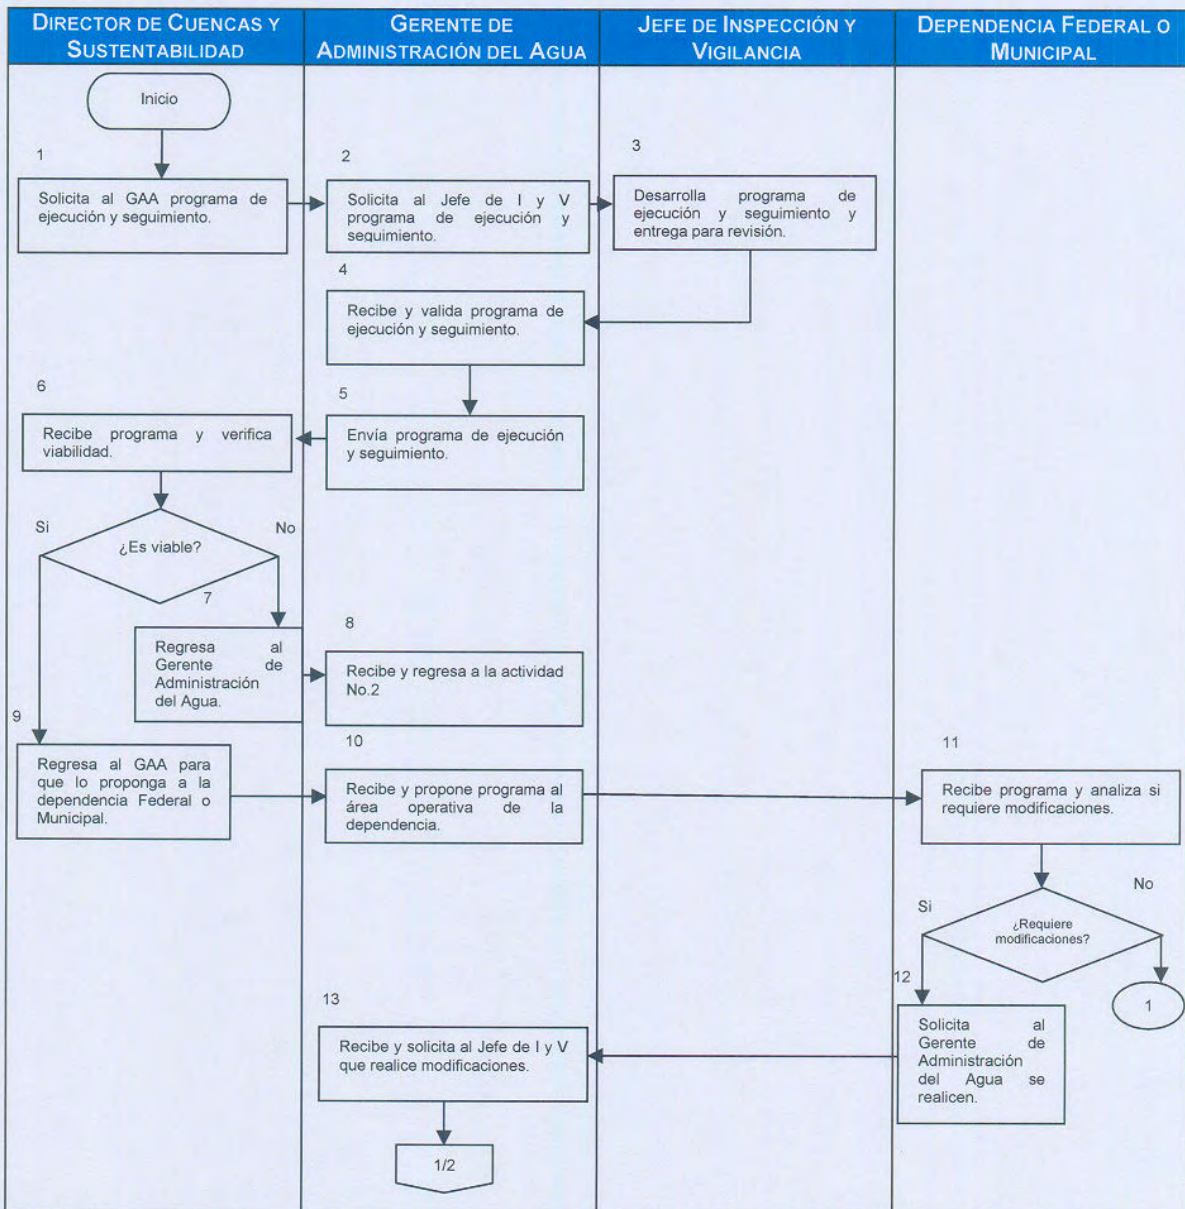 DIRECTOR DE CUENCAS Y
SUSTENTABILIDAD
GERENTE DE
ADMINISTRACIÓN DEL AGUA
JEFE DE INSPECCIÓN Y
VIGILANCIA
DEPENDENCIA FEDERAL O
MUNICIPAL
Inicio
1
Solicita al GAA programa de
ejecución y seguimiento.
2
Solicita al Jefe de I y V
programa de ejecución y
seguimiento.
3
Desarrolla programa de
ejecución y seguimiento y
entrega para revisión.
4
Recibe y valida programa de
ejecución y seguimiento.
5
Envía programa de ejecución
y seguimiento.
6
Recibe programa y verifica
viabilidad.
Si
No
¿Es viable?
7
Regresa al
Gerente de
Administración
del Agua.
8
Recibe y regresa a la actividad
No.2
9
Regresa al GAA para
que lo proponga a la
dependencia Federal o
Municipal.
10
Recibe y propone programa al
área operativa de la
dependencia.
11
Recibe programa y analiza si
requiere modificaciones.
Si
No
¿Requiere
modificaciones?
1
12
Solicita al
Gerente de
Administración
del Agua se
realicen.
13
Recibe y solicita al Jefe de I y V
que realice modificaciones.
1/2